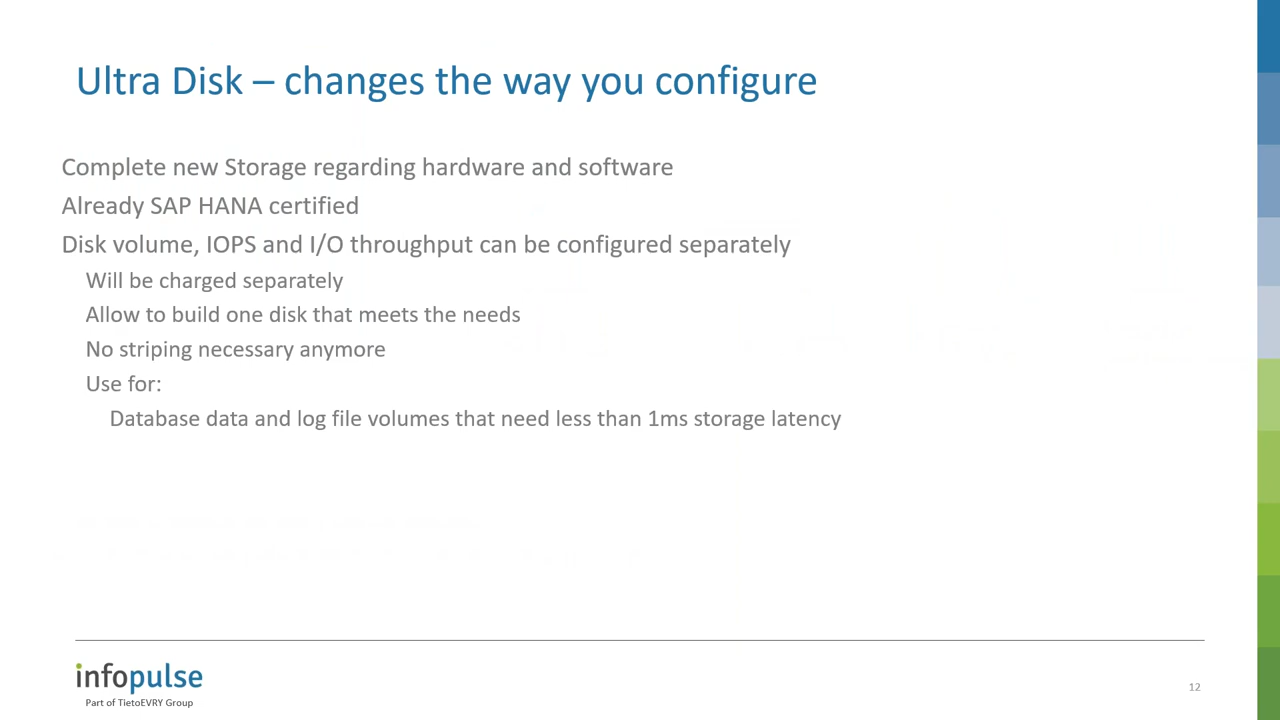 Ultra Disk – changes the way you configure
Complete new Storage regarding hardware and software
Already SAP HANA certified
Disk volume, IOPS and I/O throughput can be configured separately
Will be charged separately
Allow to build one disk that meets the needs
No striping necessary anymore
Use for:
Database data and log file volumes that need less than 1ms storage latency
infopulse
Part of TietoEVRY Group
12